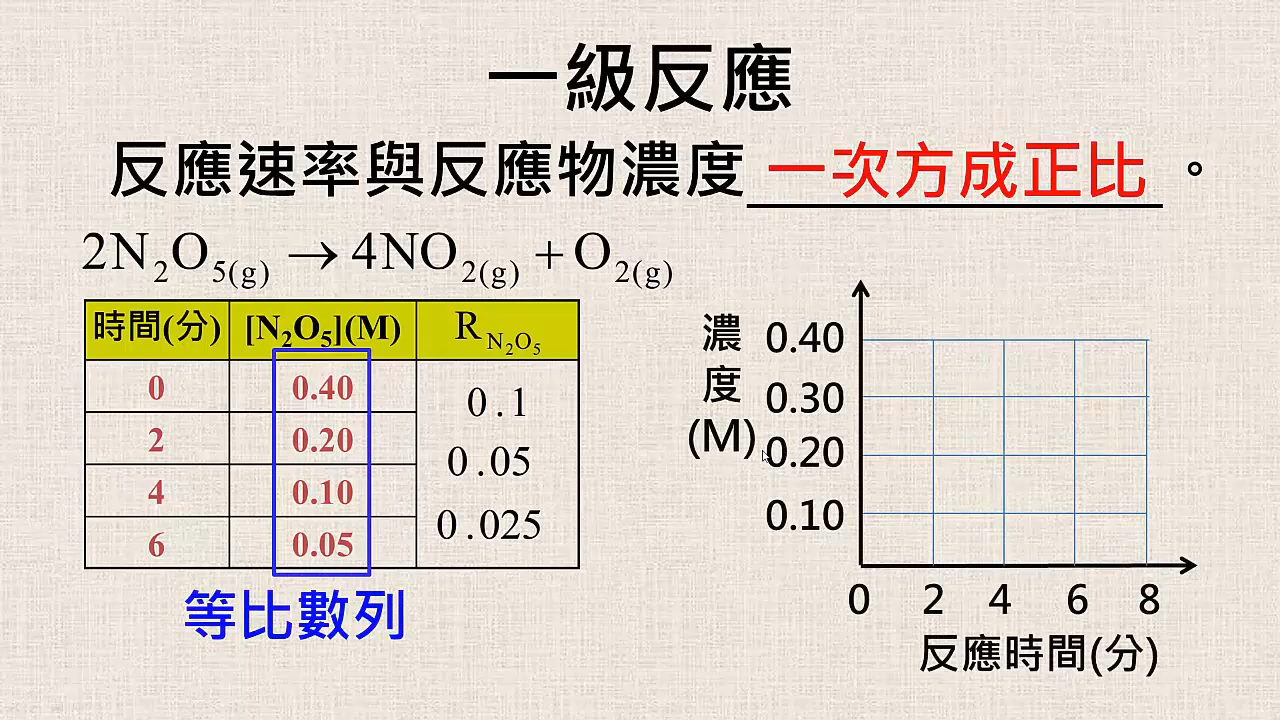 一級反應
反應速率與反應物濃度 一次方成正比 。
2N₂O₅(g) → 4NO₂(g) + O₂(g)
時間(分) [N₂O₅](M) R N₂O₅
0 0.40
0.1
2 0.20
0.05
4 0.10
0.025
6 0.05
等比數列
濃度(M)
0.40
0.30
0.20
0.10
0 2 4 6 8
反應時間(分)